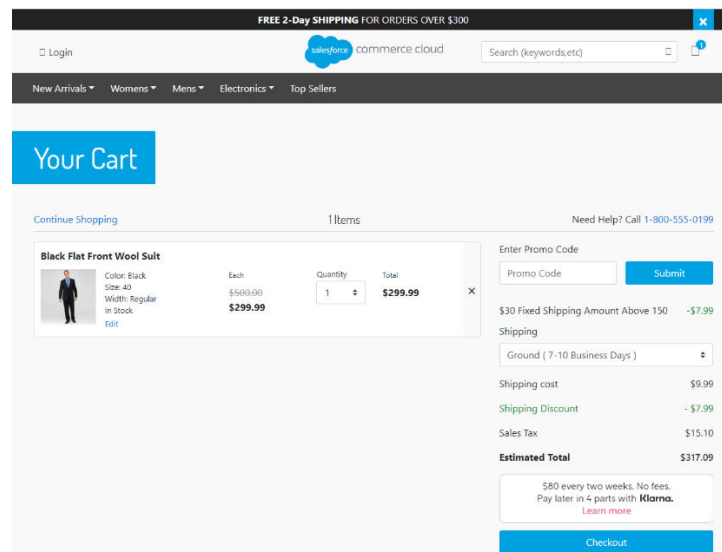 FREE 2-Day SHIPPING FOR ORDERS OVER $300
x
Login
salesforce commerce cloud
Search (keywords,etc)
1
New Arrivals Womens Mens Electronics Top Sellers
Your Cart
Continue Shopping
1 Items
Need Help? Call 1-800-555-0199
Black Flat Front Wool Suit
Color: Black
Size: 40
Width: Regular
In Stock
Edit
Each
$500.00
$299.99
Quantity
1
Total
$299.99
×
Enter Promo Code
Promo Code Submit
$30 Fixed Shipping Amount Above 150 -$7.99
Shipping
Ground ( 7-10 Business Days )
Shipping cost $9.99
Shipping Discount - $7.99
Sales Tax $15.10
Estimated Total $317.09
$80 every two weeks. No fees.
Pay later in 4 parts with Klarna.
Learn more
Checkout